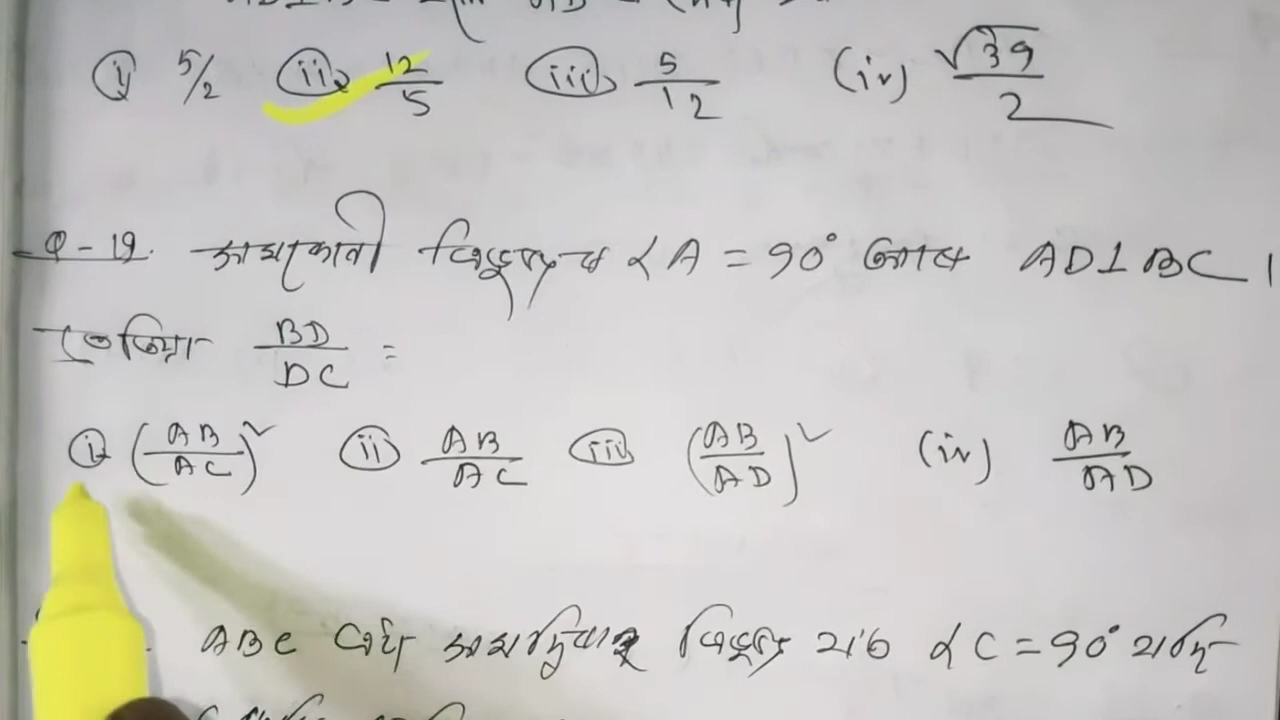 (i) 5/2 (ii) 12/5 (iii) 5/12 (iv) √39/2
Q-19. সমকোণী ত্ৰিভুজৰ ∠A = 90° আৰু AD⊥BC।
তেতিয়া BD/DC =
(i) (AB/AC)² (ii) AB/AC (iii) (AB/AD)² (iv) AB/AD
ABC এটা সমদ্বিবাহু ত্ৰিভুজ য'ত ∠C = 90° যদি